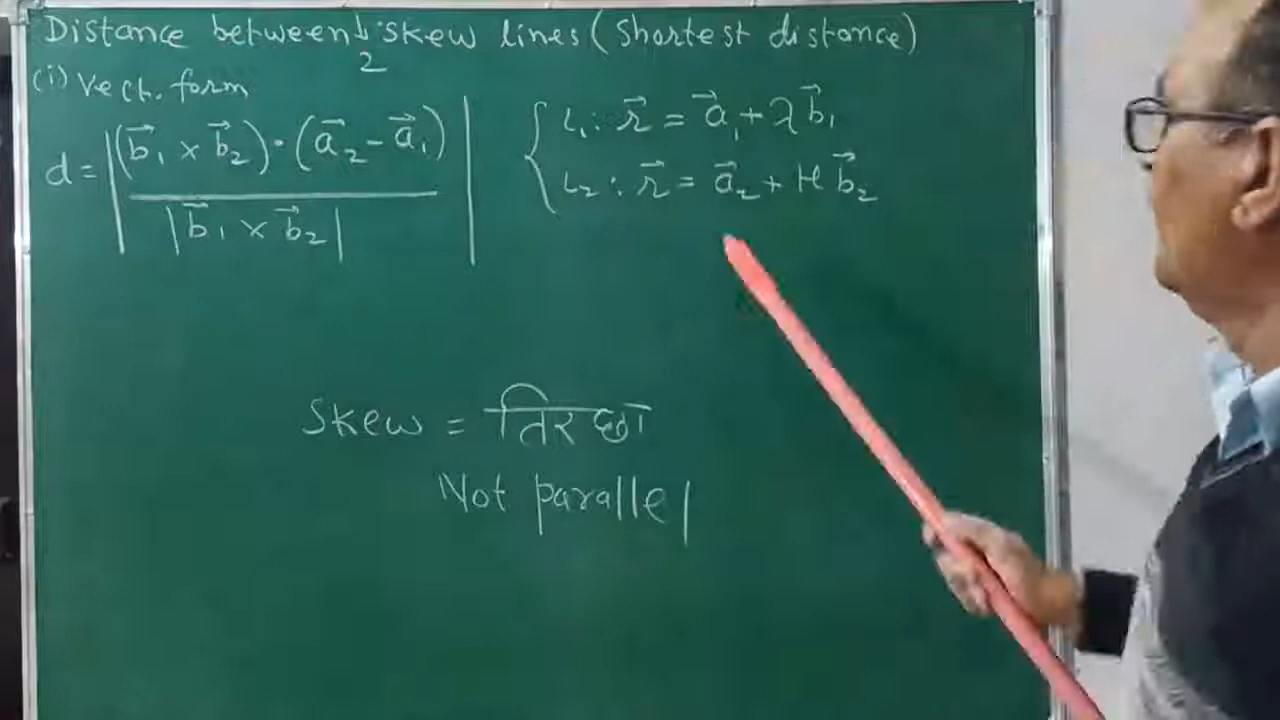 Distance between 2 skew lines (Shortest distance)
(i) Vect. form
d = |(b⃗₁ × b⃗₂)·(a⃗₂ - a⃗₁) / |b⃗₁ × b⃗₂||
L₁: r⃗ = a⃗₁ + λb⃗₁
L₂: r⃗ = a⃗₂ + μb⃗₂
Skew = तिरछा
Not parallel